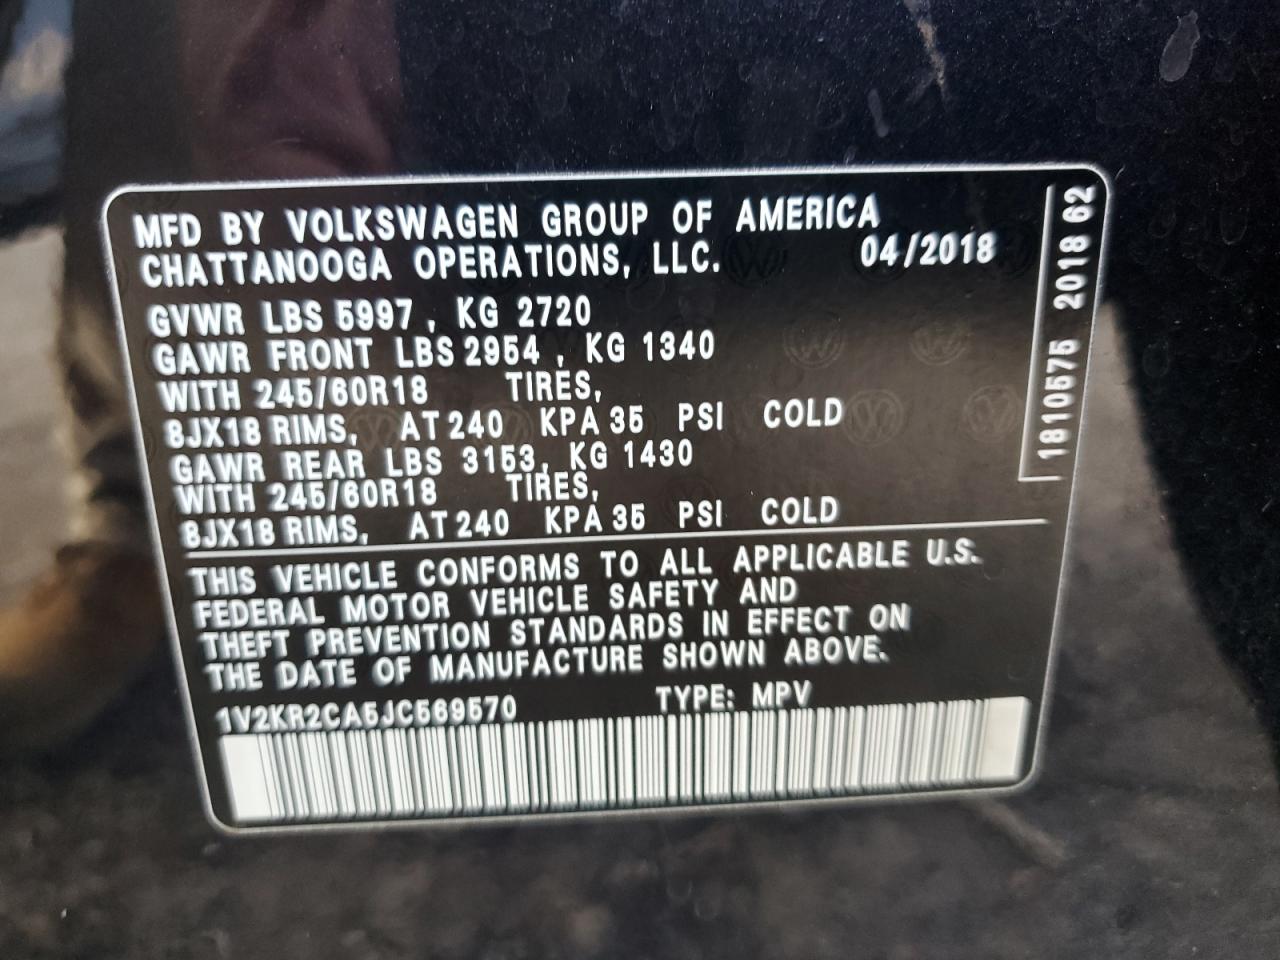 MFD BY VOLKSWAGEN GROUP OF AMERICA
CHATTANOOGA OPERATIONS, LLC. 04/2018
GVWR LBS 5997 , KG 2720
GAWR FRONT LBS 2954 , KG 1340
WITH 245/60R18 TIRES,
8JX18 RIMS, AT 240 KPA 35 PSI COLD
GAWR REAR LBS 3153, KG 1430
WITH 245/60R18 TIRES,
8JX18 RIMS, AT 240 KPA 35 PSI COLD
THIS VEHICLE CONFORMS TO ALL APPLICABLE U.S.
FEDERAL MOTOR VEHICLE SAFETY AND
THEFT PREVENTION STANDARDS IN EFFECT ON
THE DATE OF MANUFACTURE SHOWN ABOVE.
1V2KR2CA5JC569570 TYPE: MPV
1810575 2018 62